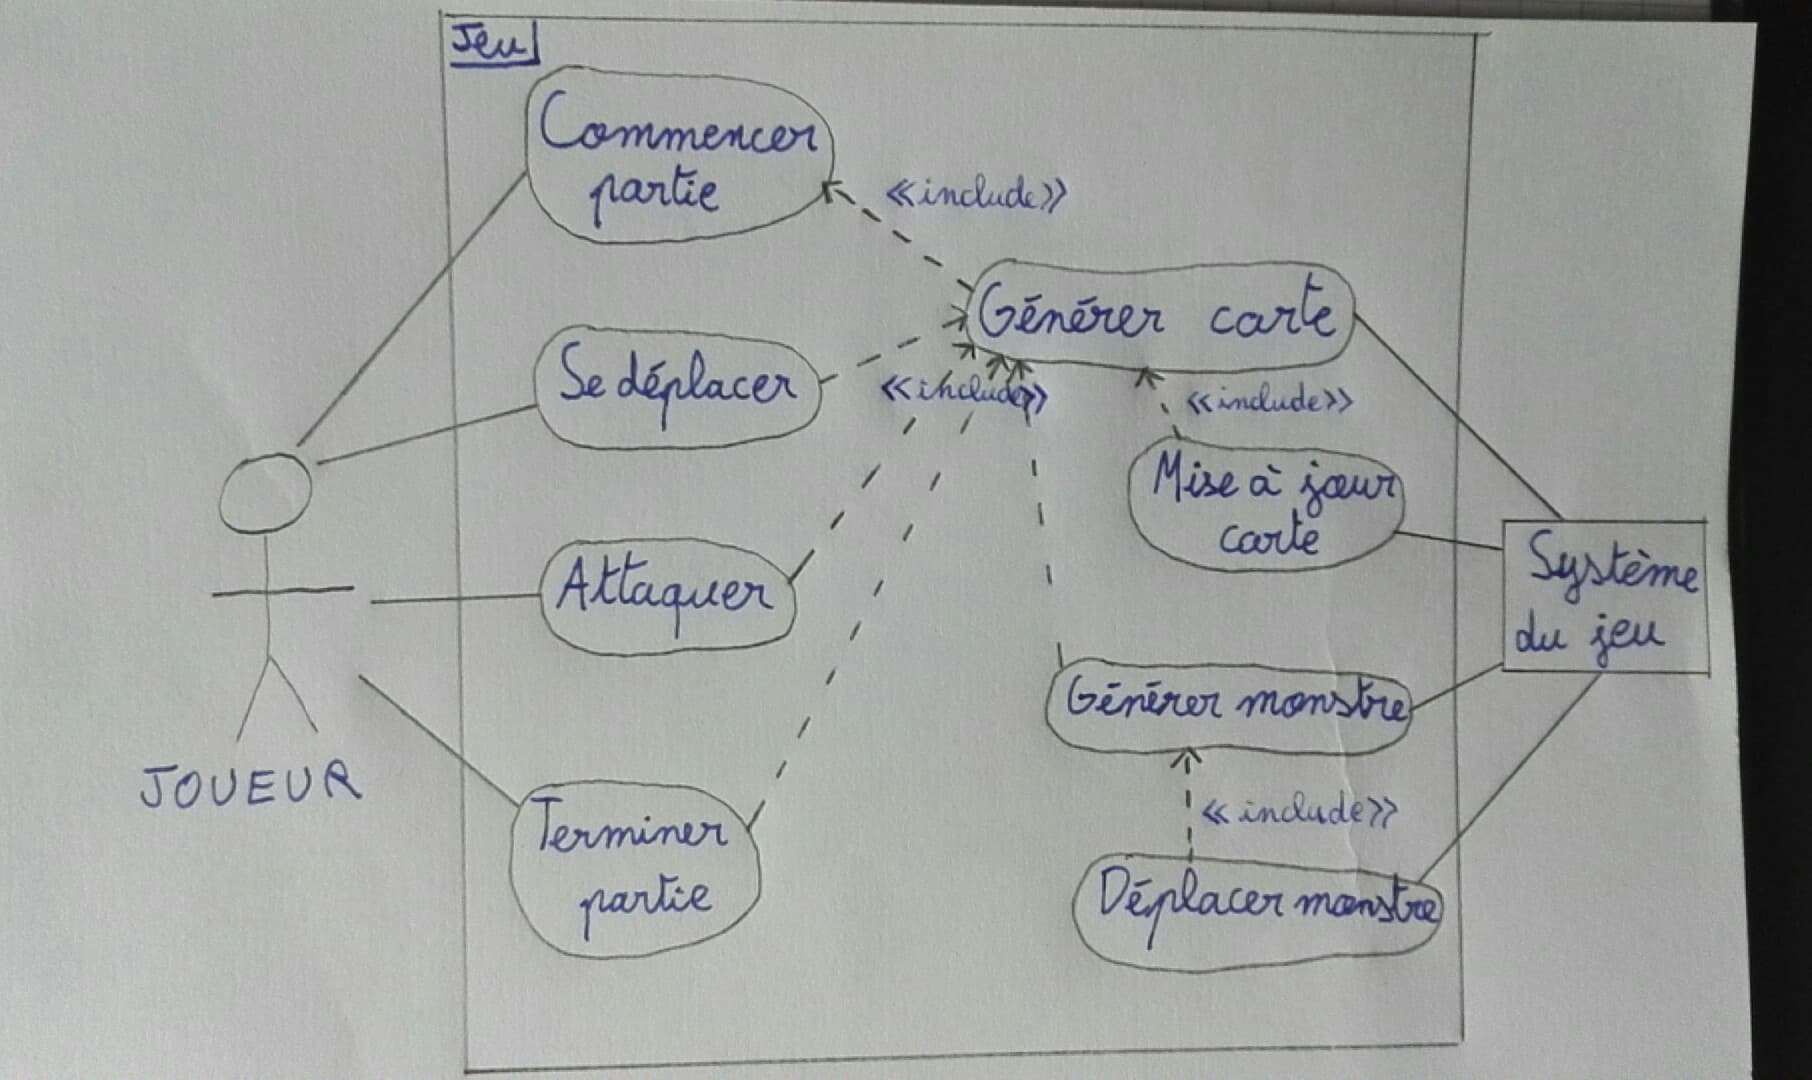 Jeu
Commencer
partie
<<include>>
Générer carte
Se déplacer
<<include>>
<<include>>
Mise à jour
carte
Système
du jeu
Attaquer
Générer monstre
JOUEUR
<<include>>
Terminer
partie
Déplacer monstre